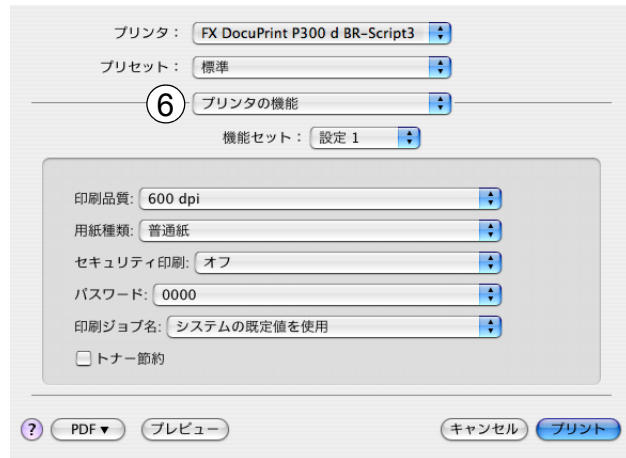 プリンタ： FX DocuPrint P300 d BR-Script3
プリセット： 標準
⑥ プリンタの機能
機能セット： 設定 1
印刷品質: 600 dpi
用紙種類: 普通紙
セキュリティ印刷: オフ
パスワード: 0000
印刷ジョブ名: システムの既定値を使用
トナー節約
? PDF▼ プレビュー キャンセル プリント